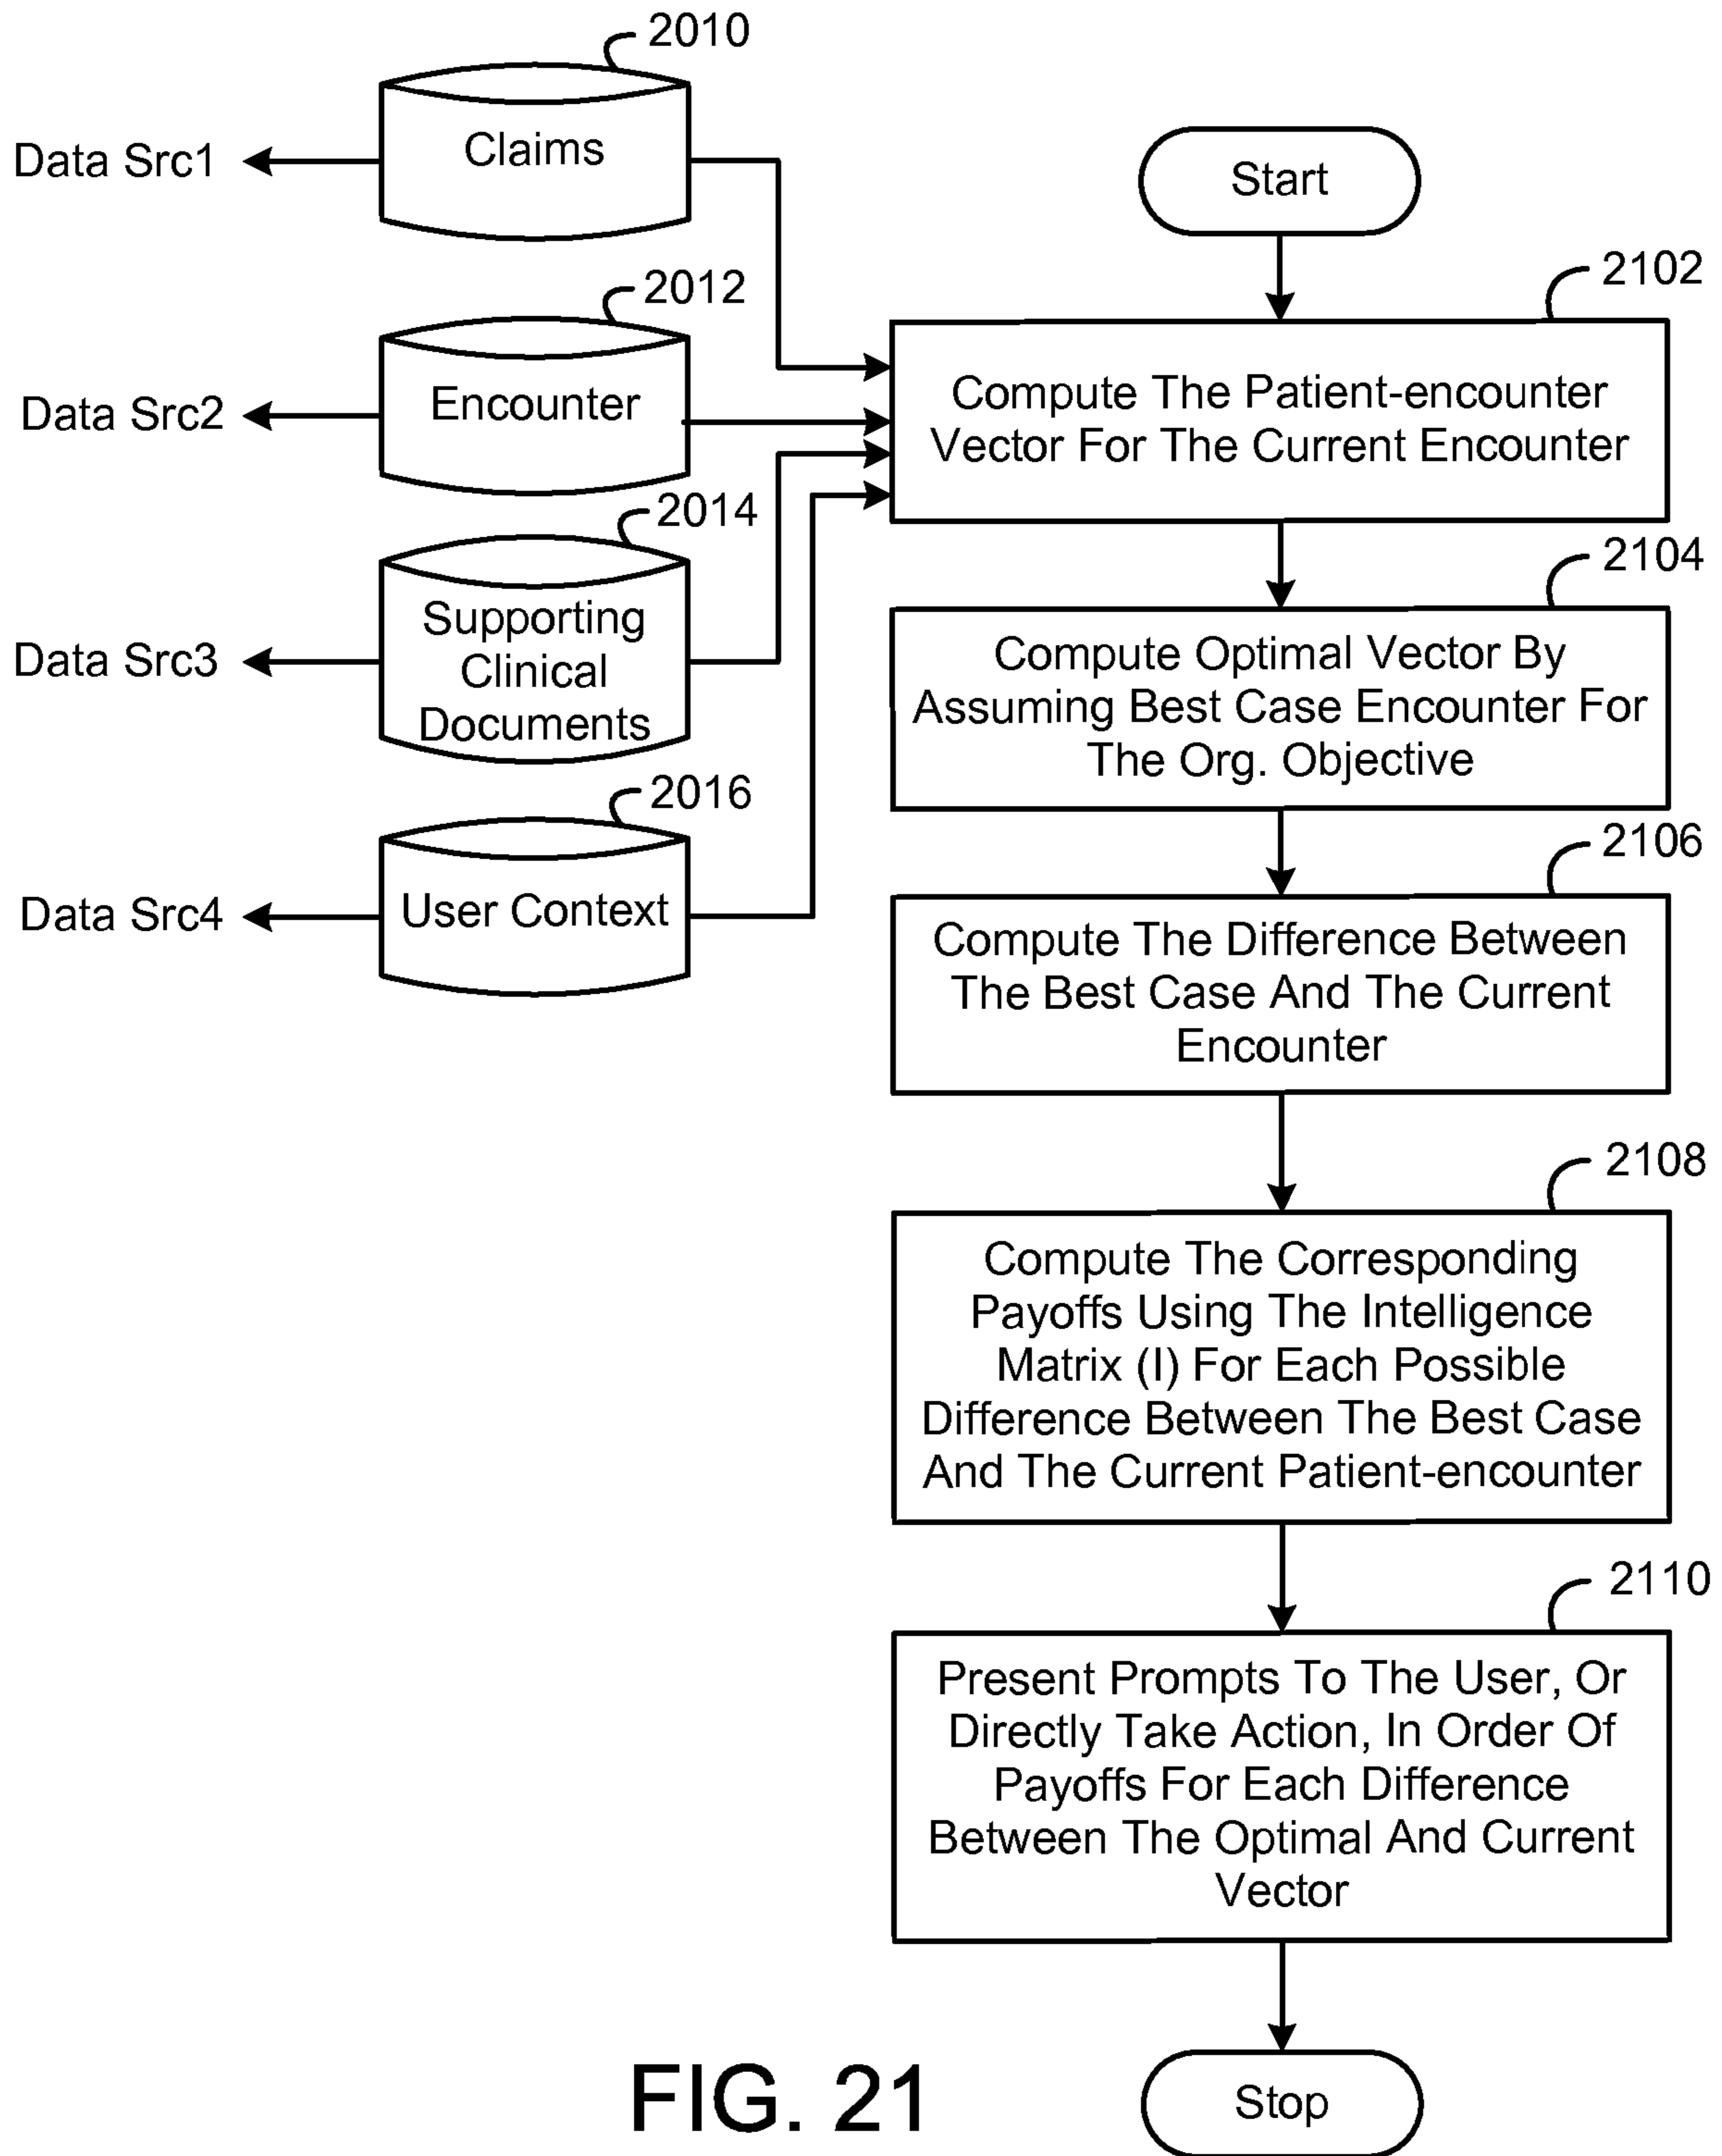 2010
Claims
Data Src1
2012
Encounter
Data Src2
2014
Supporting
Clinical
Documents
Data Src3
2016
User Context
Data Src4
Start
2102
Compute The Patient-encounter
Vector For The Current Encounter
2104
Compute Optimal Vector By
Assuming Best Case Encounter For
The Org. Objective
2106
Compute The Difference Between
The Best Case And The Current
Encounter
2108
Compute The Corresponding
Payoffs Using The Intelligence
Matrix (I) For Each Possible
Difference Between The Best Case
And The Current Patient-encounter
2110
Present Prompts To The User, Or
Directly Take Action, In Order Of
Payoffs For Each Difference
Between The Optimal And Current
Vector
Stop
FIG. 21